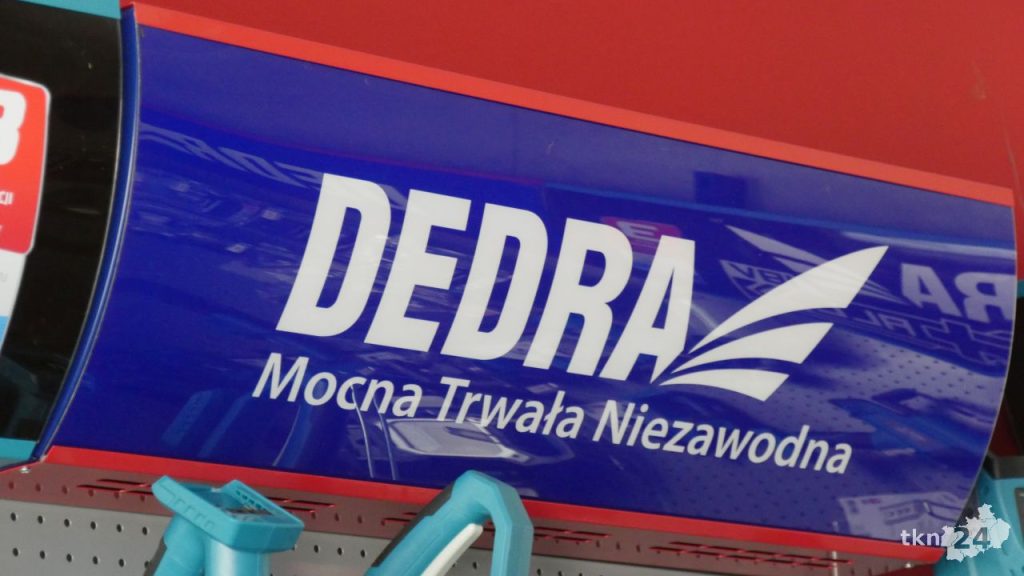 DEDRA
Mocna Trwała Niezawodna
tkn24